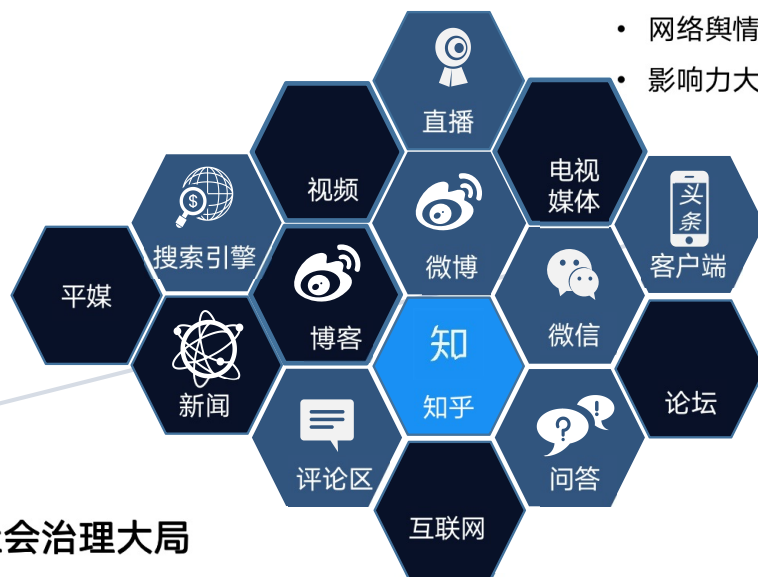 • 网络舆情
• 影响力大
直播
视频
电视
媒体
头
条
搜索引擎
微博
客户端
平媒
博客
知
微信
新闻
知乎
论坛
评论区
问答
互联网
会治理大局